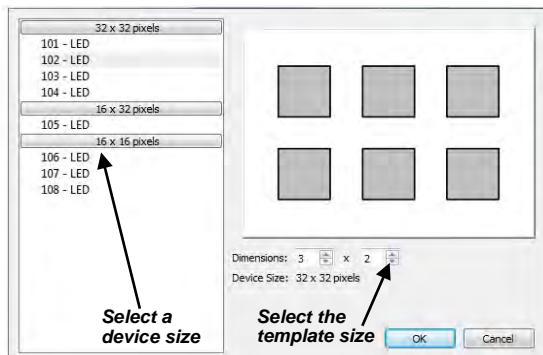 32 x 32 pixels
101 - LED
102 - LED
103 - LED
104 - LED
16 x 32 pixels
105 - LED
16 x 16 pixels
106 - LED
107 - LED
108 - LED
Dimensions: 3 x 2
Device Size: 32 x 32 pixels
Select a
device size
Select the
template size
OK
Cancel